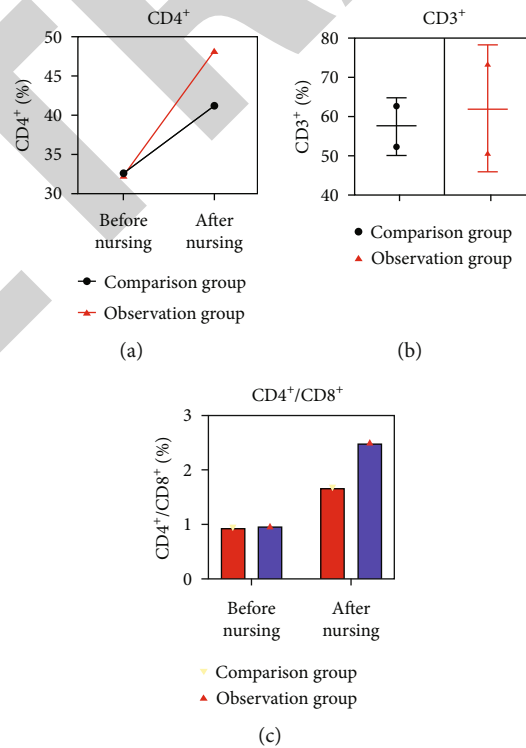 CD4⁺
CD4⁺ (%)
50
45
41
35
30
Before nursing
After nursing
Comparison group
Observation group
(a)
CD3⁺
CD3⁺ (%)
80
70
60
50
40
Comparison group
Observation group
(b)
CD4⁺/CD8⁺
CD4⁺/CD8⁺ (%)
3
2
1
0
Before nursing
After nursing
Comparison group
Observation group
(c)